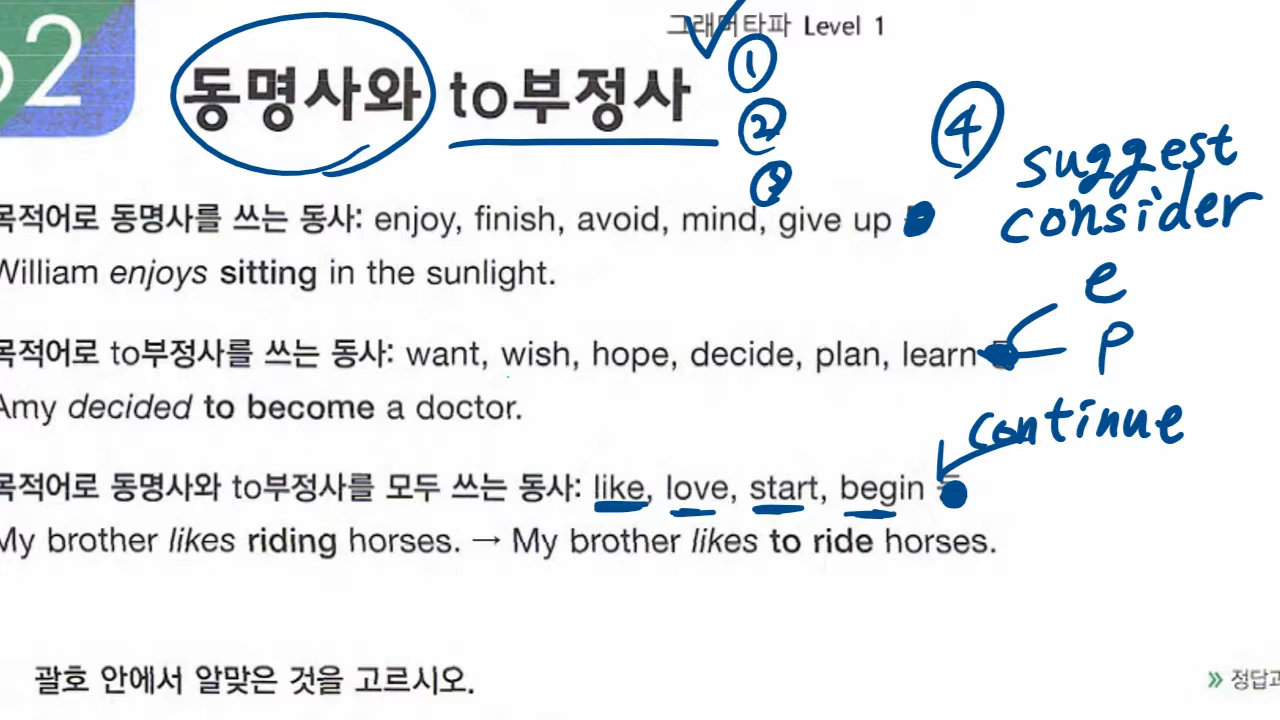 62
그래머타파 Level 1
동명사와 to부정사
① ② ③ ④
suggest
consider
목적어로 동명사를 쓰는 동사: enjoy, finish, avoid, mind, give up
William enjoys sitting in the sunlight.
e
목적어로 to부정사를 쓰는 동사: want, wish, hope, decide, plan, learn
p
Amy decided to become a doctor.
continue
목적어로 동명사와 to부정사를 모두 쓰는 동사: like, love, start, begin
My brother likes riding horses. → My brother likes to ride horses.
괄호 안에서 알맞은 것을 고르시오.
» 정답과